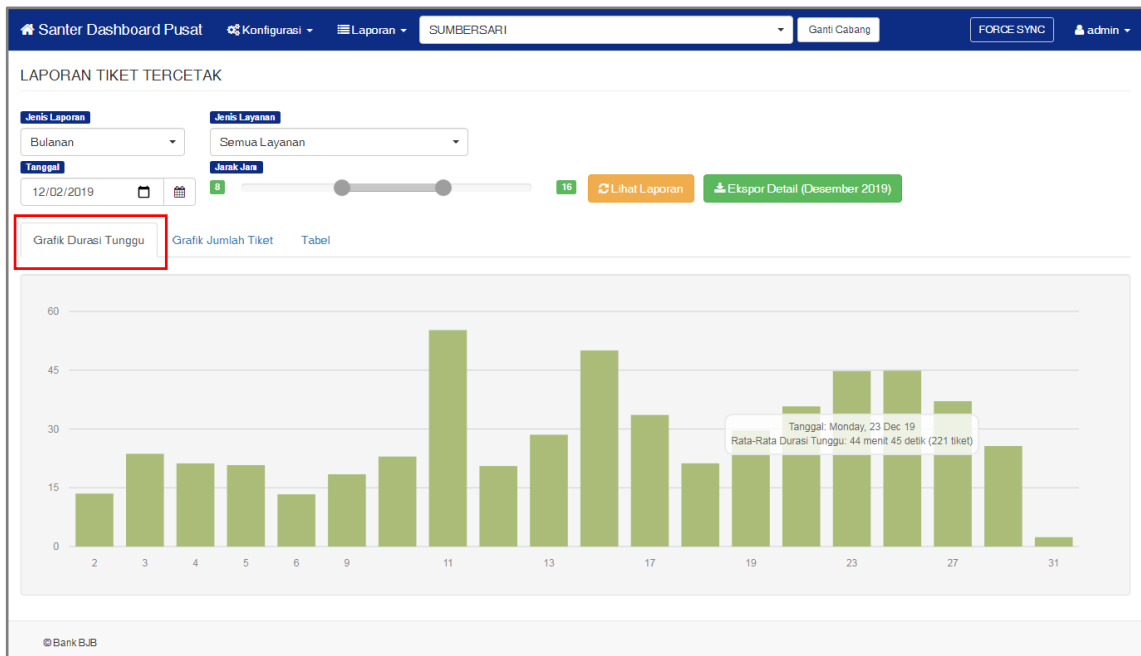 Santer Dashboard Pusat Konfigurasi Laporan SUMBERSARI Ganti Cabang FORCE SYNC admin
LAPORAN TIKET TERCETAK
Jenis Laporan Jenis Layanan
Bulanan Semua Layanan
Tanggal Jarak Jam
12/02/2019 8 16 Lihat Laporan Ekspor Detail (Desember 2019)
Grafik Durasi Tunggu Grafik Jumlah Tiket Tabel
60
45
30
15
0
Tanggal: Monday, 23 Dec 19
Rata-Rata Durasi Tunggu: 44 menit 45 detik (221 tiket)
2 3 4 5 6 9 11 13 17 19 23 27 31
© Bank BJB